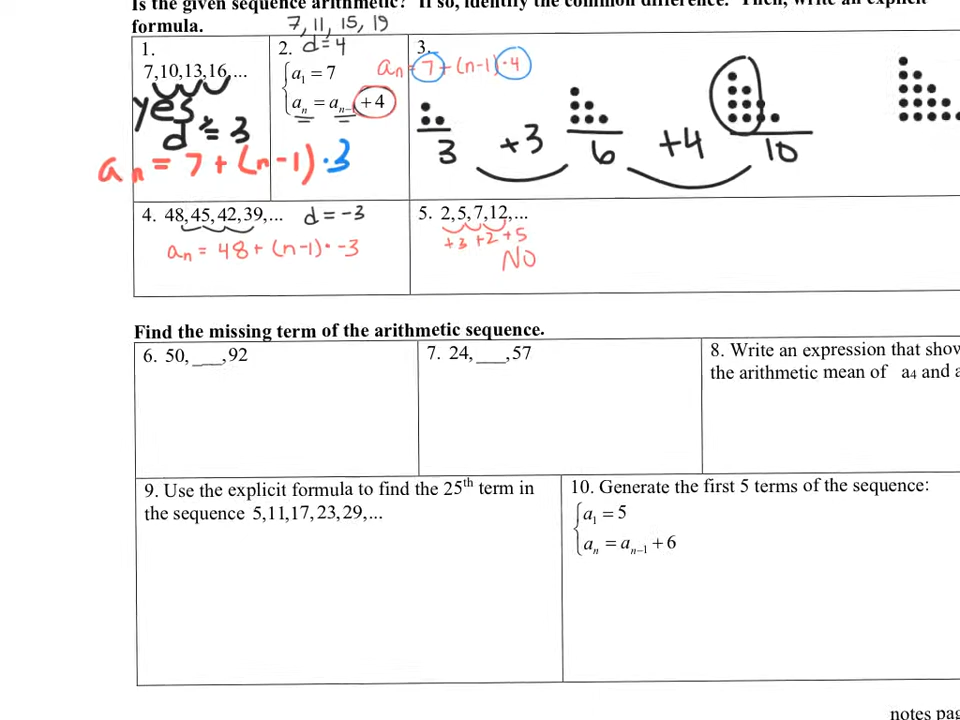 Is the given sequence arithmetic? If so, identify the common difference. Then, write an explicit
formula.
7, 11, 15, 19
1.
7,10,13,16,...
yes
d = 3
an = 7 + (n-1) · 3
2. d = 4
a1 = 7
an = an-1 + 4
3.
an = 7 + (n-1) · 4
3 +3 6 +4 10
4. 48,45,42,39,... d = -3
an = 48 + (n-1) · -3
5. 2,5,7,12,...
+3 +2 +5
NO
Find the missing term of the arithmetic sequence.
6. 50,___,92
7. 24,___,57
8. Write an expression that show
the arithmetic mean of a4 and a
9. Use the explicit formula to find the 25th term in
the sequence 5,11,17,23,29,...
10. Generate the first 5 terms of the sequence:
a1 = 5
an = an-1 + 6
notes pag